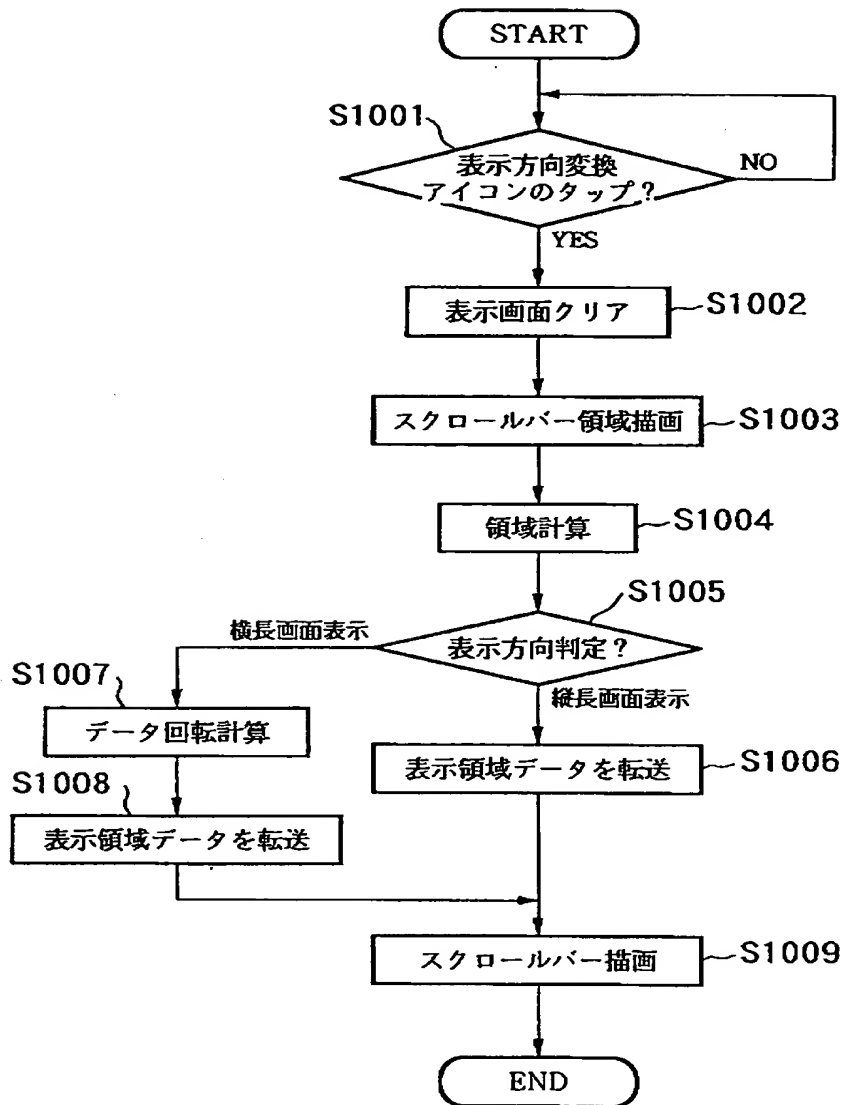 START
S1001
表示方向変換
アイコンのタップ?
NO
YES
表示画面クリア
S1002
スクロールバー領域描画
S1003
領域計算
S1004
S1005
横長画面表示
表示方向判定?
縦長画面表示
S1007
データ回転計算
表示領域データを転送
S1006
S1008
表示領域データを転送
スクロールバー描画
S1009
END